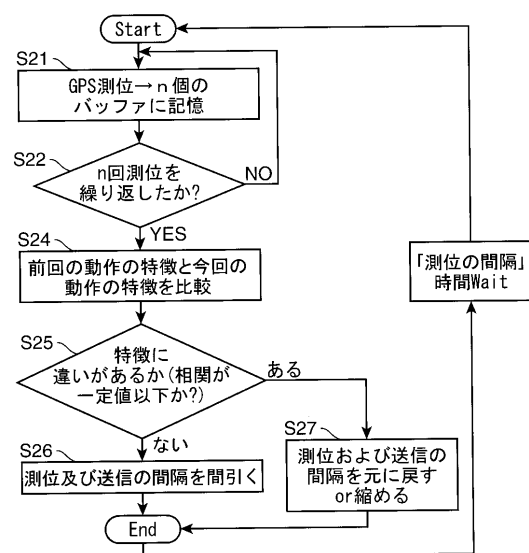 Start
S21
GPS測位→n個の
バッファに記憶
S22
n回測位を
繰り返したか?
NO
YES
S24
前回の動作の特徴と今回の
動作の特徴を比較
「測位の間隔」
時間Wait
S25
特徴に
違いがあるか(相関が
一定値以下か?)
ある
ない
S26
測位及び送信の間隔を間引く
S27
測位および送信の
間隔を元に戻す
or縮める
End